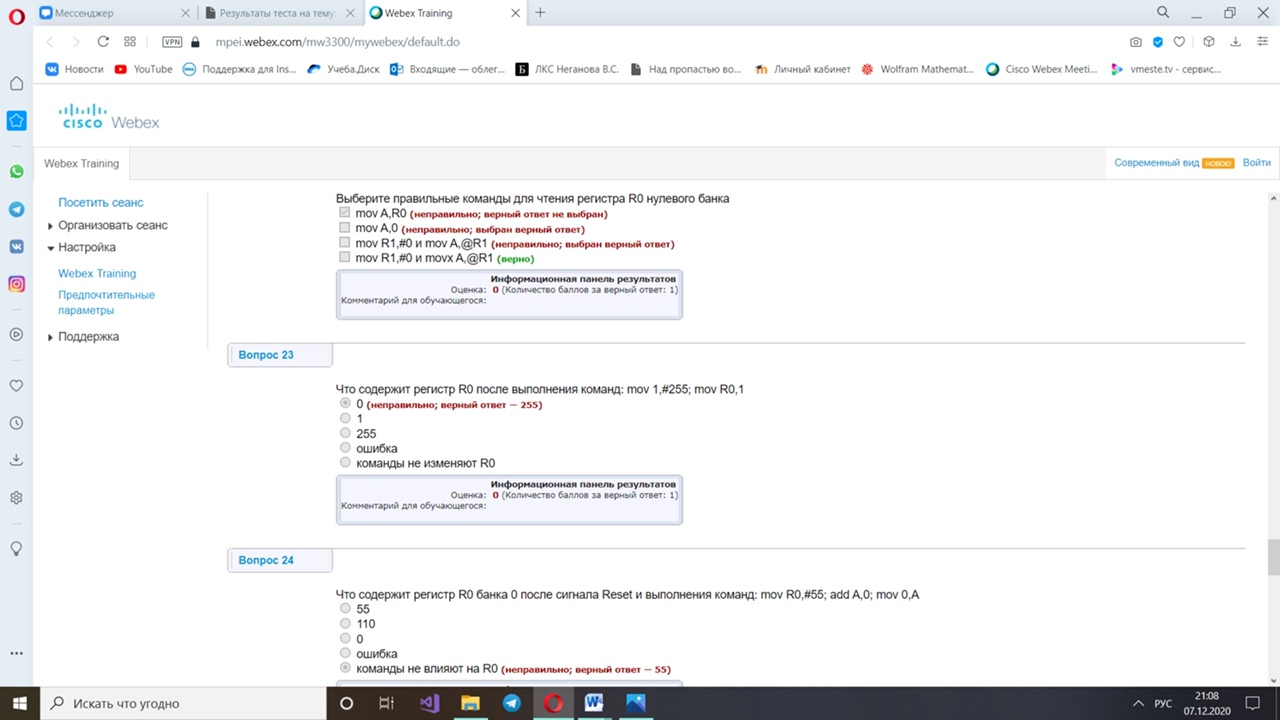 Мессенджер
Результаты теста на тему:
Webex Training
VPN
mpei.webex.com/mw3300/mywebex/default.do
Новости
YouTube
Поддержка для Ins...
Учеба.Диск
Входящие — облег...
ЛКС Неганова В.С.
Над пропастью во...
Личный кабинет
Wolfram Mathemat...
Cisco Webex Meeti...
vmeste.tv - сервис...
cisco Webex
Webex Training
Современный вид НОВОЕ! Войти
Посетить сеанс
Организовать сеанс
Настройка
Webex Training
Предпочтительные
параметры
Поддержка
Выберите правильные команды для чтения регистра R0 нулевого банка
mov A,R0 (неправильно; верный ответ не выбран)
mov A,0 (неправильно; выбран верный ответ)
mov R1,#0 и mov A,@R1 (неправильно; выбран верный ответ)
mov R1,#0 и movx A,@R1 (верно)
Информационная панель результатов
Оценка: 0 (Количество баллов за верный ответ: 1)
Комментарий для обучающегося:
Вопрос 23
Что содержит регистр R0 после выполнения команд: mov 1,#255; mov R0,1
0 (неправильно; верный ответ — 255)
1
255
ошибка
команды не изменяют R0
Информационная панель результатов
Оценка: 0 (Количество баллов за верный ответ: 1)
Комментарий для обучающегося:
Вопрос 24
Что содержит регистр R0 банка 0 после сигнала Reset и выполнения команд: mov R0,#55; add A,0; mov 0,A
55
110
0
ошибка
команды не влияют на R0 (неправильно; верный ответ — 55)
Искать что угодно
РУС
21:08
07.12.2020